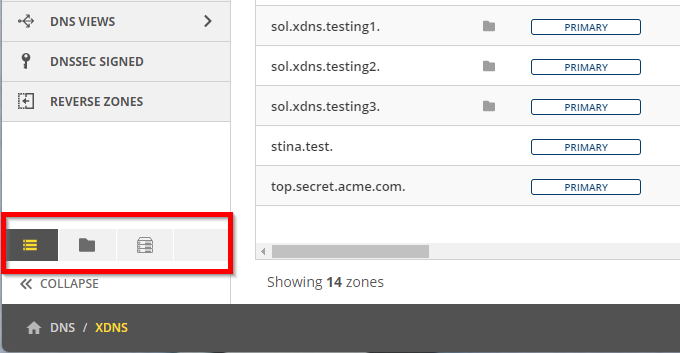 DNS VIEWS
DNSSEC SIGNED
REVERSE ZONES
COLLAPSE
sol.xdns.testing1. PRIMARY
sol.xdns.testing2. PRIMARY
sol.xdns.testing3. PRIMARY
stina.test. PRIMARY
top.secret.acme.com. PRIMARY
Showing 14 zones
DNS / XDNS